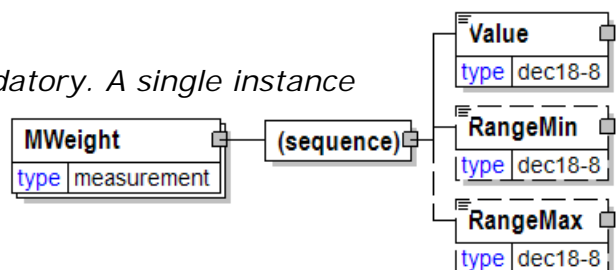 Value
type dec18-8
datory. A single instance
RangeMin
MWeight
(sequence)
type dec18-8
type measurement
RangeMax
type dec18-8